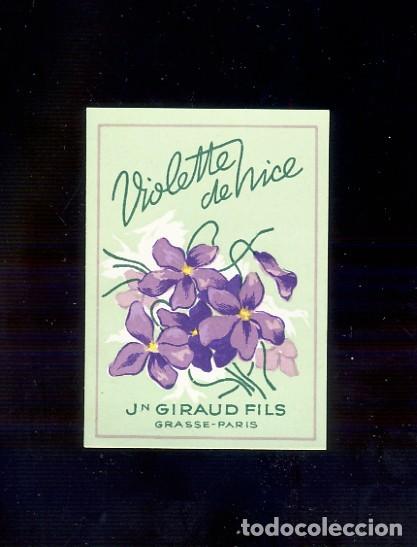 Violette
de Nice
JN GIRAUD FILS
GRASSE-PARIS
todocoleccion